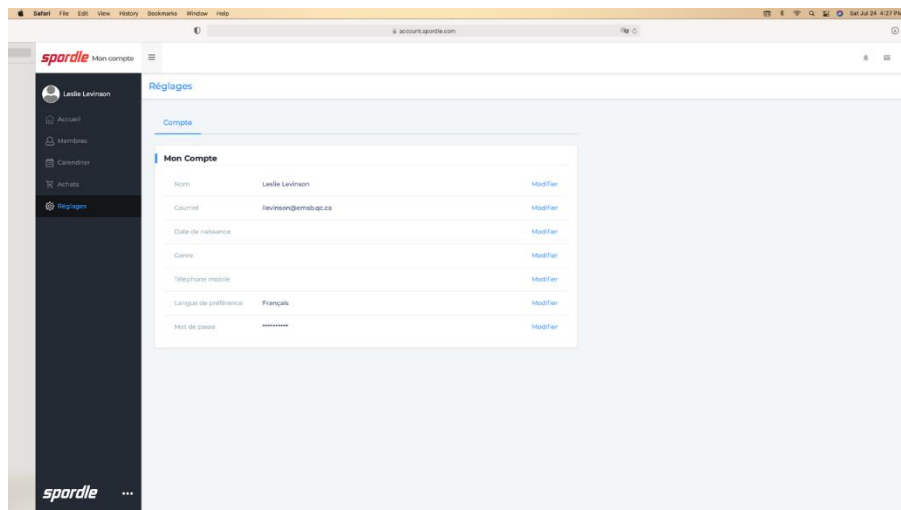 Safari File Edit View History Bookmarks Window Help
Sat Jul 24 4:27 PM
account.spordle.com
spordle Mon compte
Leslie Levinson
Accueil
Membres
Calendrier
Achats
Réglages
Réglages
Compte
Mon Compte
Nom Leslie Levinson Modifier
Courriel llevinson@emsb.qc.ca Modifier
Date de naissance Modifier
Genre Modifier
Téléphone mobile Modifier
Langue de préférence Français Modifier
Mot de passe ********** Modifier
spordle ...